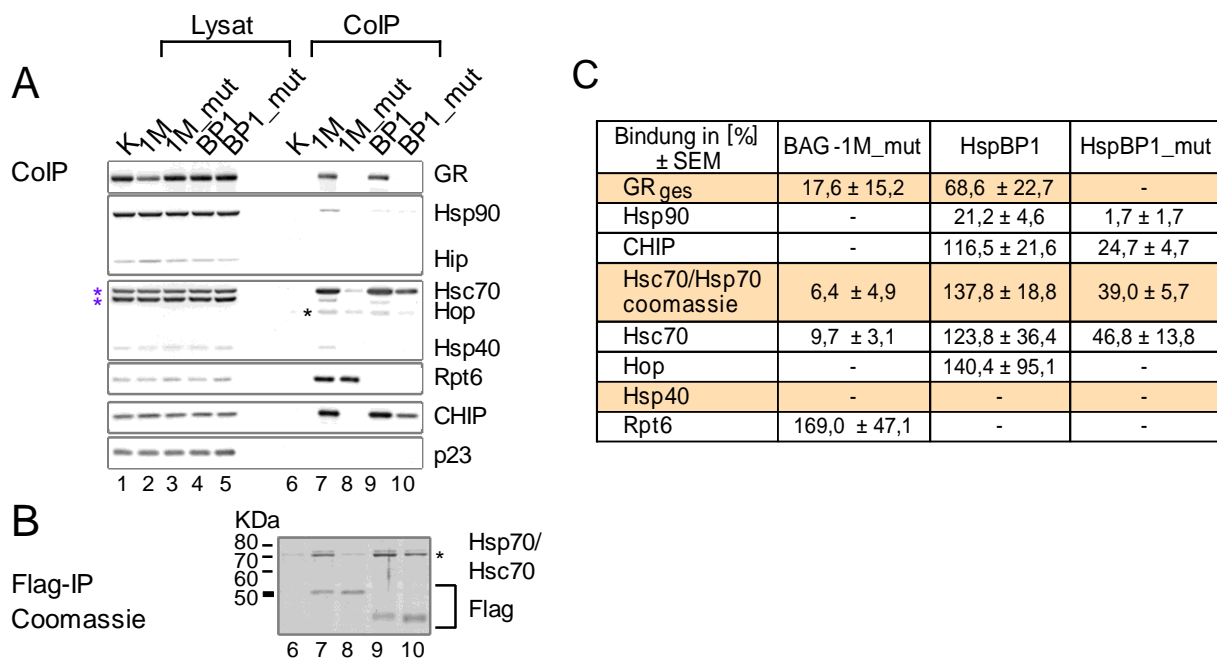 Lysat CoIP
A
K 1M 1M_mut BP1 BP1_mut K 1M 1M_mut BP1 BP1_mut
CoIP
GR
Hsp90
Hip
* Hsc70
* Hop
*
Hsp40
Rpt6
CHIP
p23
1 2 3 4 5 6 7 8 9 10
B
KDa
80
70
60
50
Flag-IP
Coomassie
* Hsp70/
Hsc70
Flag
6 7 8 9 10
C
Bindung in [%] ± SEM BAG-1M_mut HspBP1 HspBP1_mut
GR ges 17,6 ± 15,2 68,6 ± 22,7 -
Hsp90 - 21,2 ± 4,6 1,7 ± 1,7
CHIP - 116,5 ± 21,6 24,7 ± 4,7
Hsc70/Hsp70 coomassie 6,4 ± 4,9 137,8 ± 18,8 39,0 ± 5,7
Hsc70 9,7 ± 3,1 123,8 ± 36,4 46,8 ± 13,8
Hop - 140,4 ± 95,1 -
Hsp40 - - -
Rpt6 169,0 ± 47,1 - -